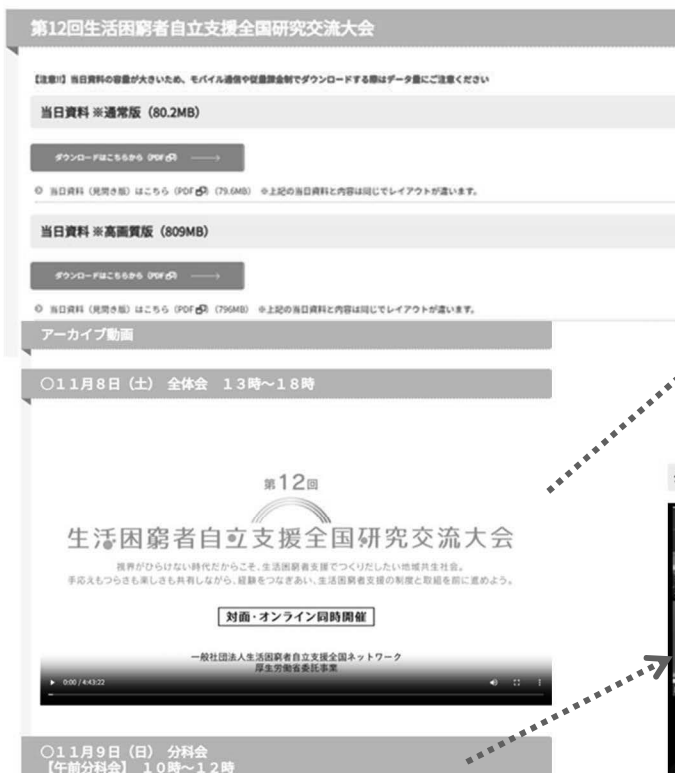 第12回生活困窮者自立支援全国研究交流大会
【注意!!】当日資料の容量が大きいため、モバイル通信や従量課金制でダウンロードする際はデータ量にご注意ください
当日資料 ※通常版（80.2MB）
ダウンロードはこちらから（PDF）
当日資料（見開き版）はこちら（PDF）（79.6MB） ※上記の当日資料と内容は同じでレイアウトが違います。
当日資料 ※高画質版（809MB）
ダウンロードはこちらから（PDF）
当日資料（見開き版）はこちら（PDF）（796MB） ※上記の当日資料と内容は同じでレイアウトが違います。
アーカイブ動画
○11月8日（土） 全体会 13時～18時
第12回
生活困窮者自立支援全国研究交流大会
視界がひらけない時代だからこそ、生活困窮者支援でつくりだしたい地域共生社会。
手応えもつらさも楽しさも共有しながら、経験をつなぎあい、生活困窮者支援の制度と取組を前に進めよう。
対面・オンライン同時開催
一般社団法人生活困窮者自立支援全国ネットワーク
厚生労働省委託事業
0:00 / 4:43:22
○11月9日（日） 分科会
【午前分科会】 10時～12時